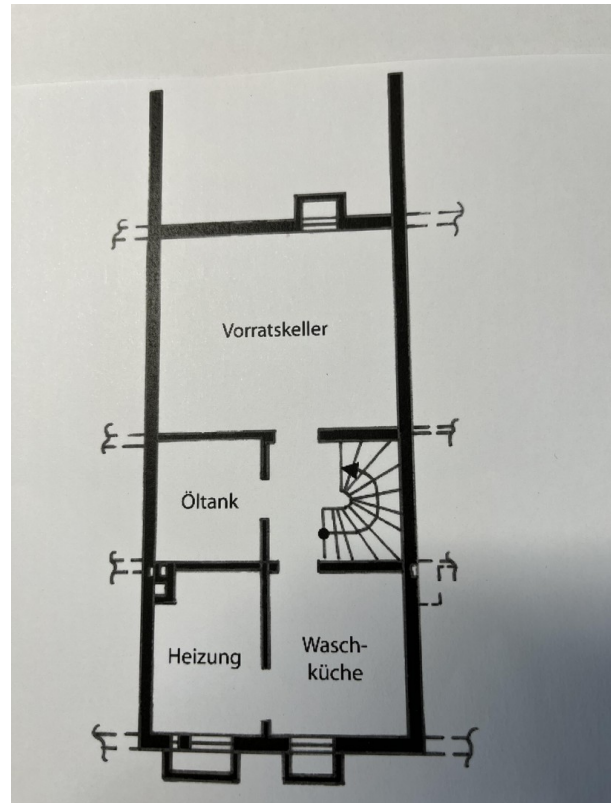 Vorratskeller
Öltank
Heizung
Wasch-
küche